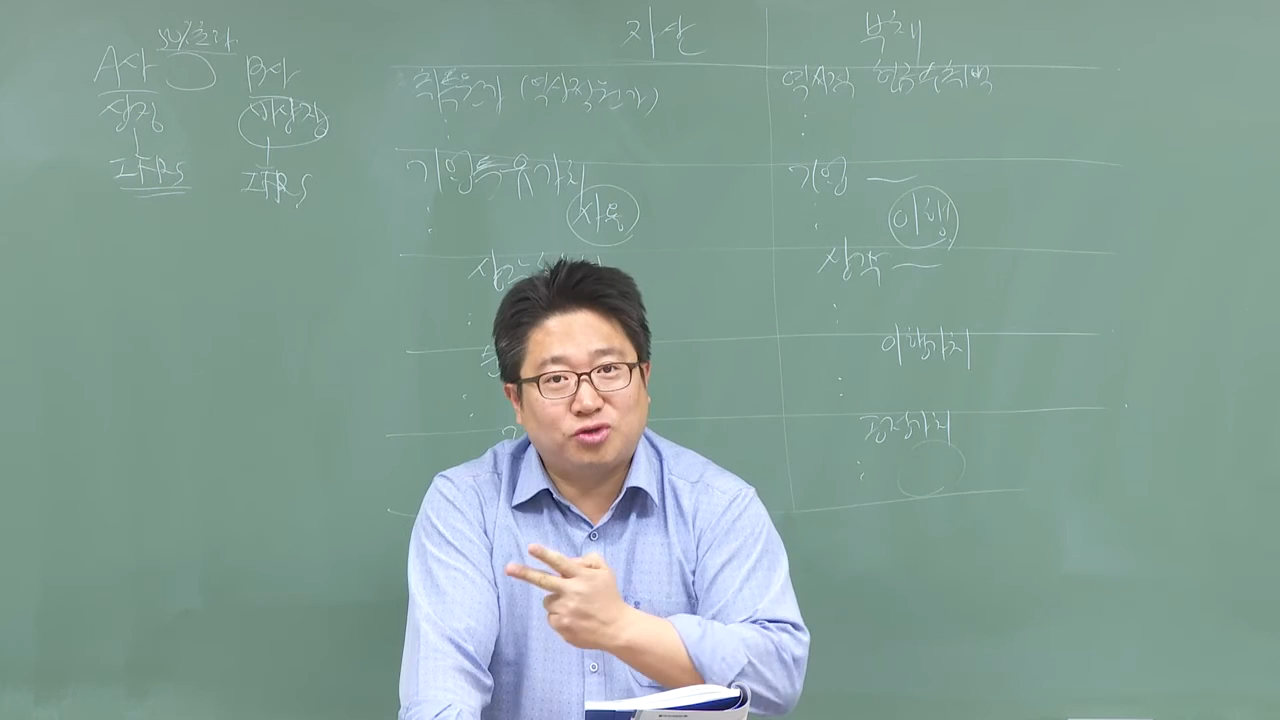 50%초과
A사 B사
상장 비상장
IFRS IFRS
자산 부채
취득원가 (역사적원가) 역사적 현금수취액
기업특유가치 기업
사용 이행
상각
이행가치
공정가치